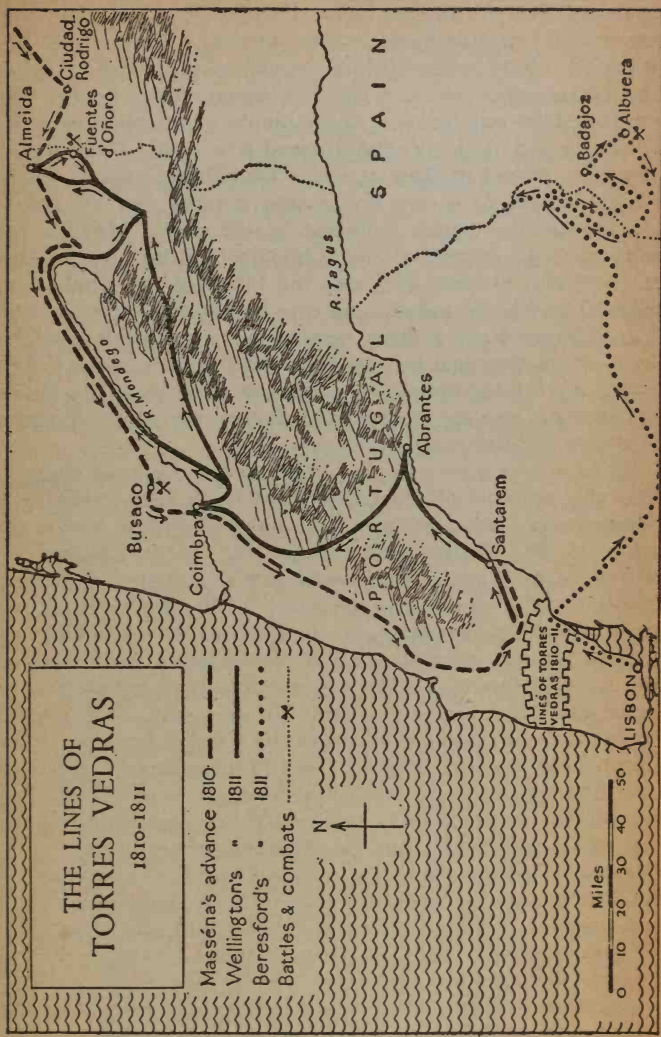 THE LINES OF
TORRES VEDRAS
1810-1811
Masséna's advance 1810
Wellington's " 1811
Beresford's " 1811
Battles & combats
N
Miles
0 10 20 30 40 50
Almeida
Ciudad
Rodrigo
Fuentes
d'Oñoro
R. Mondego
Busaco
Coimbra
SPAIN
R. Tagus
PORTUGAL
Abrantes
Santarem
Badajoz
Albuera
LINES OF TORRES
VEDRAS 1810-11
LISBON